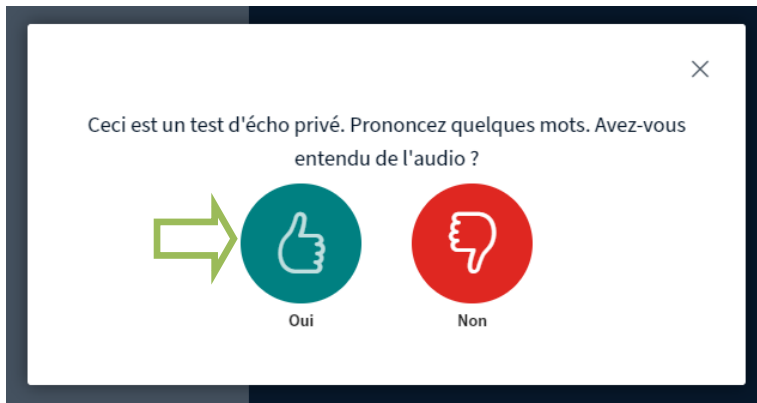 Ceci est un test d'écho privé. Prononcez quelques mots. Avez-vous
entendu de l'audio ?
Oui
Non